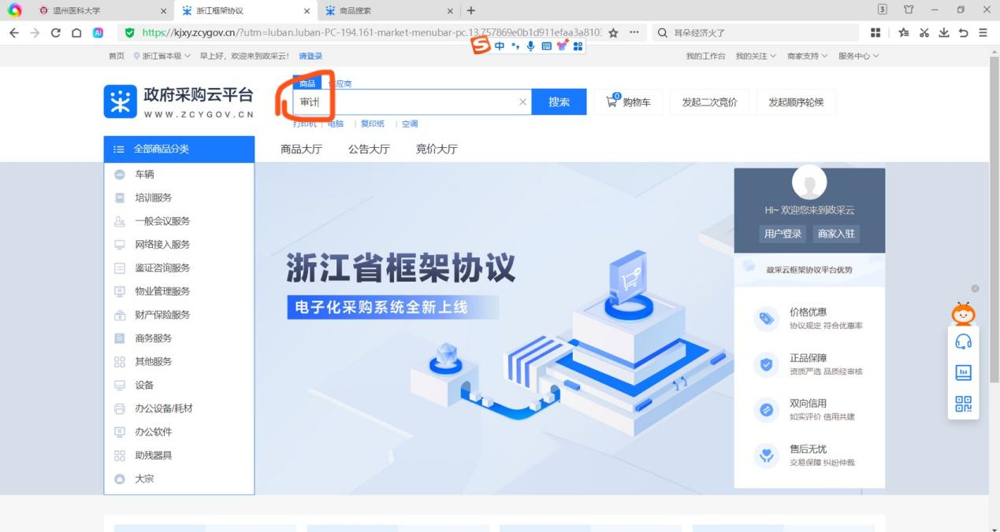 温州医科大学
浙江框架协议
商品搜索
3
AI
https://kjxy.zcygov.cn/?utm=luban.luban-PC-194.161-market-menubar-pc.13.757869e0b1d911efaa3a810
耳朵经济火了
S 中
首页 浙江省本级 早上好，欢迎来到政采云！ 请登录
我的工作台 我的关注 商家支持 服务中心
政府采购云平台
WWW.ZCYGOV.CN
商品 供应商
审计
搜索
0 购物车
发起二次竞价
发起顺序轮候
打印机 | 电脑 | 复印纸 | 空调
全部商品分类
商品大厅 公告大厅 竞价大厅
车辆
培训服务
一般会议服务
网络接入服务
鉴证咨询服务
物业管理服务
财产保险服务
商务服务
其他服务
设备
办公设备/耗材
办公软件
助残器具
大宗
浙江省框架协议
电子化采购系统全新上线
Hi~ 欢迎您来到政采云
用户登录 商家入驻
政采云框架协议平台优势
价格优惠
协议规定 符合优惠率
正品保障
资质严选 品质经审核
双向信用
如实评价 信用共建
售后无忧
交易保障 纠纷仲裁